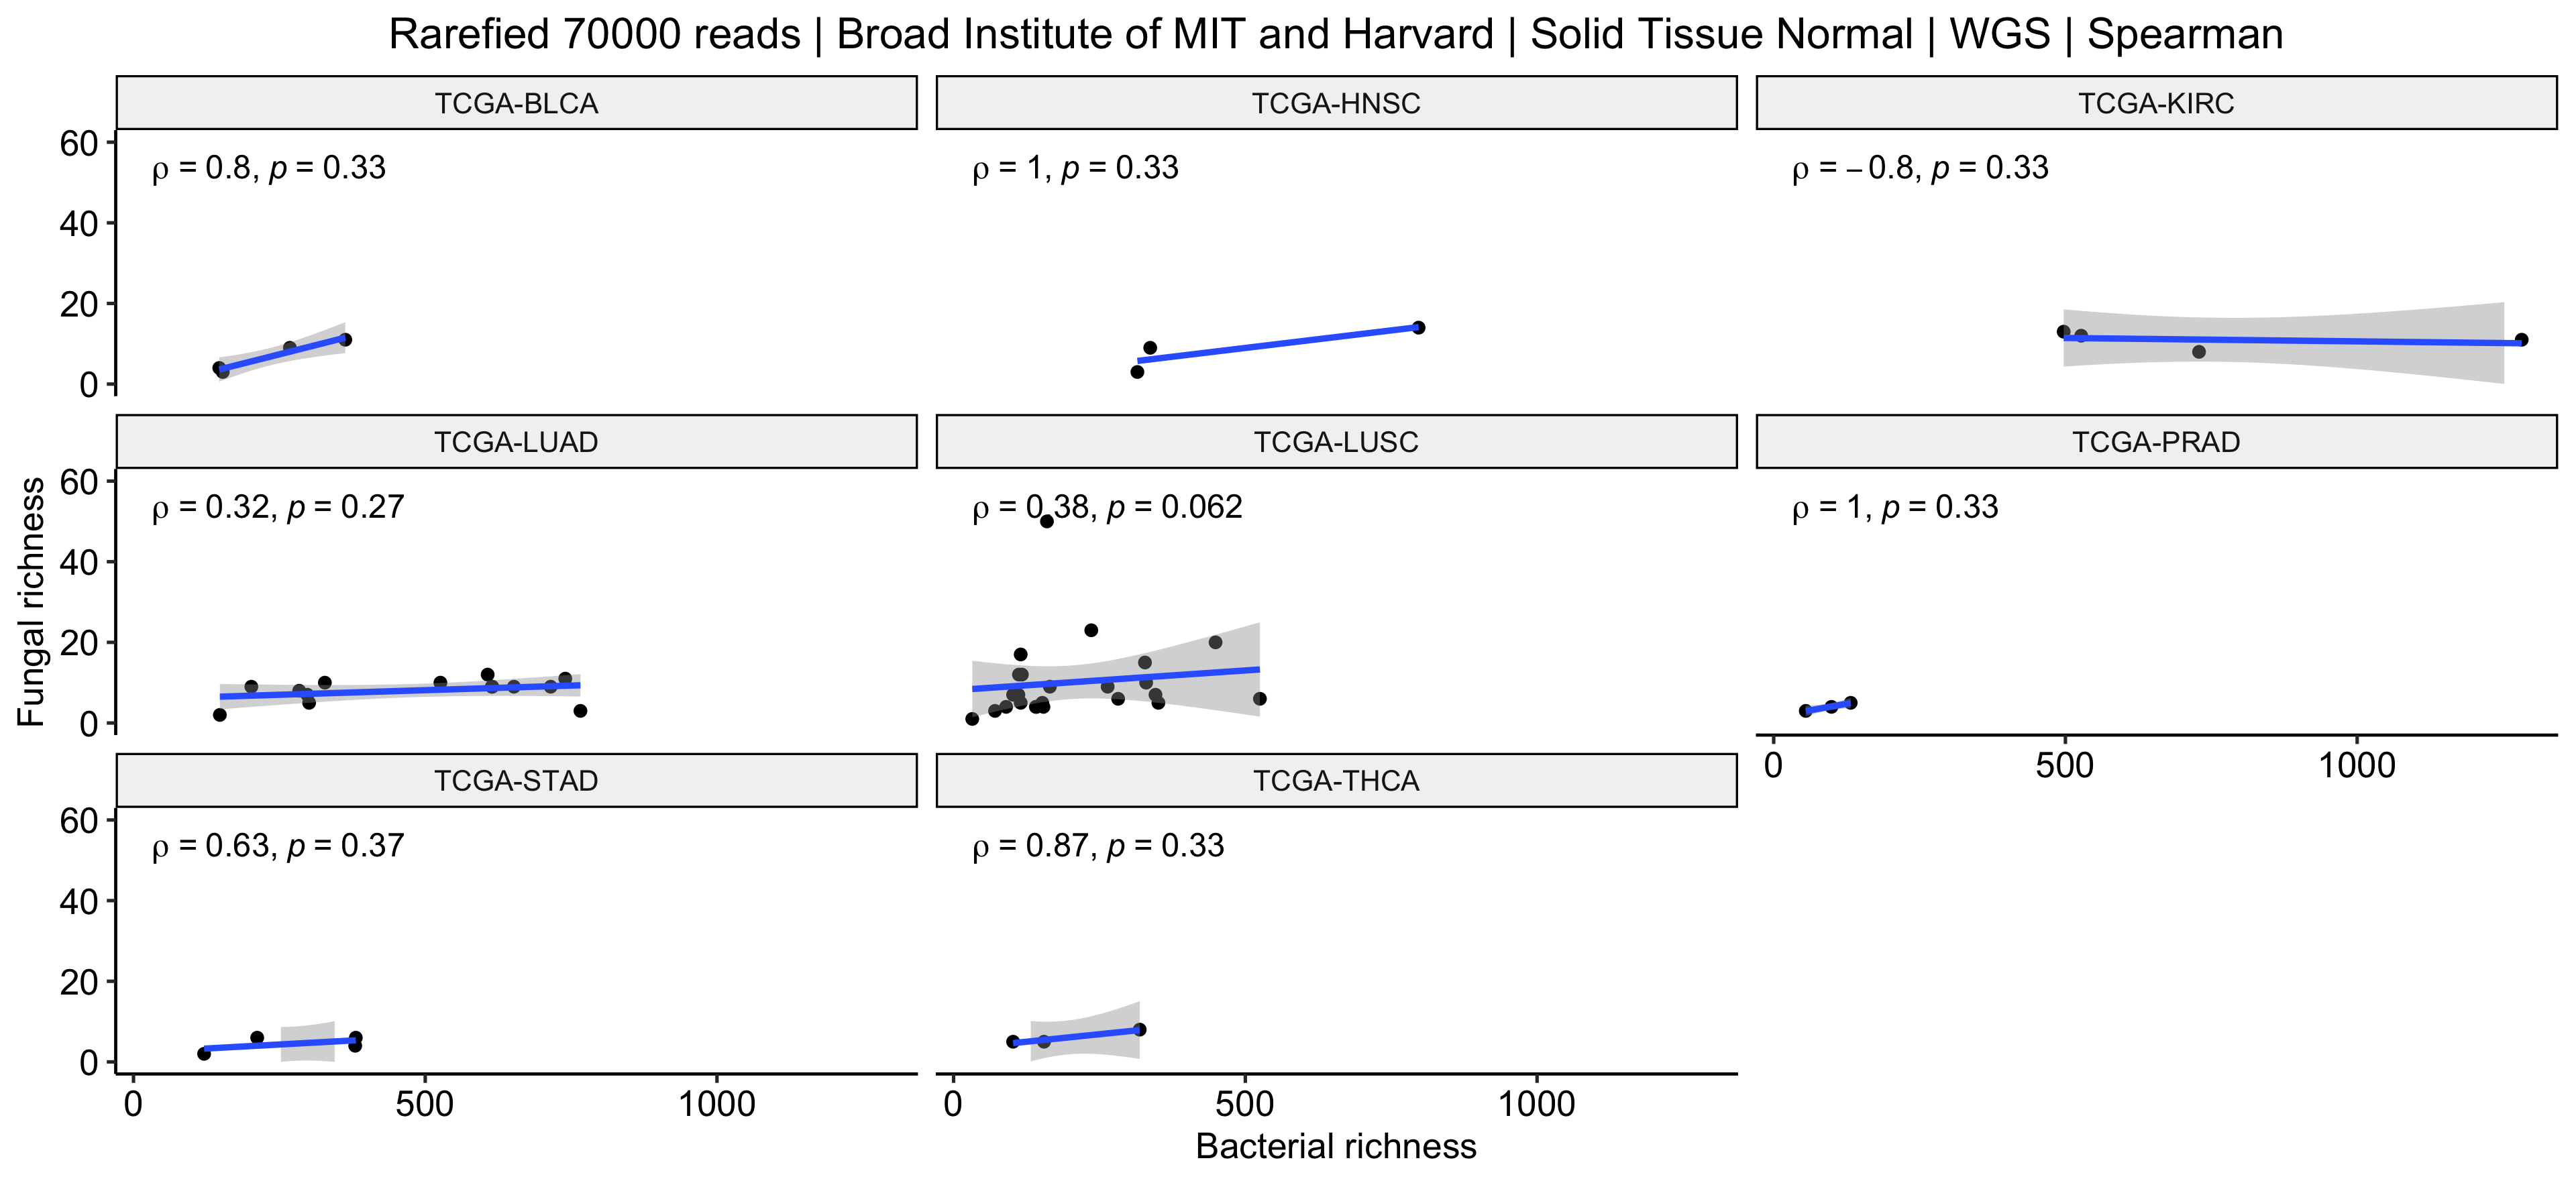 Rarefied 70000 reads | Broad Institute of MIT and Harvard | Solid Tissue Normal | WGS | Spearman
TCGA-BLCA
TCGA-HNSC
TCGA-KIRC
60
40
20
0
ρ = 0.8, p = 0.33
ρ = 1, p = 0.33
ρ = − 0.8, p = 0.33
TCGA-LUAD
TCGA-LUSC
TCGA-PRAD
Fungal richness
60
40
20
0
ρ = 0.32, p = 0.27
ρ = 0.38, p = 0.062
ρ = 1, p = 0.33
0 500 1000
TCGA-STAD
TCGA-THCA
60
40
20
0
ρ = 0.63, p = 0.37
ρ = 0.87, p = 0.33
0 500 1000
0 500 1000
Bacterial richness